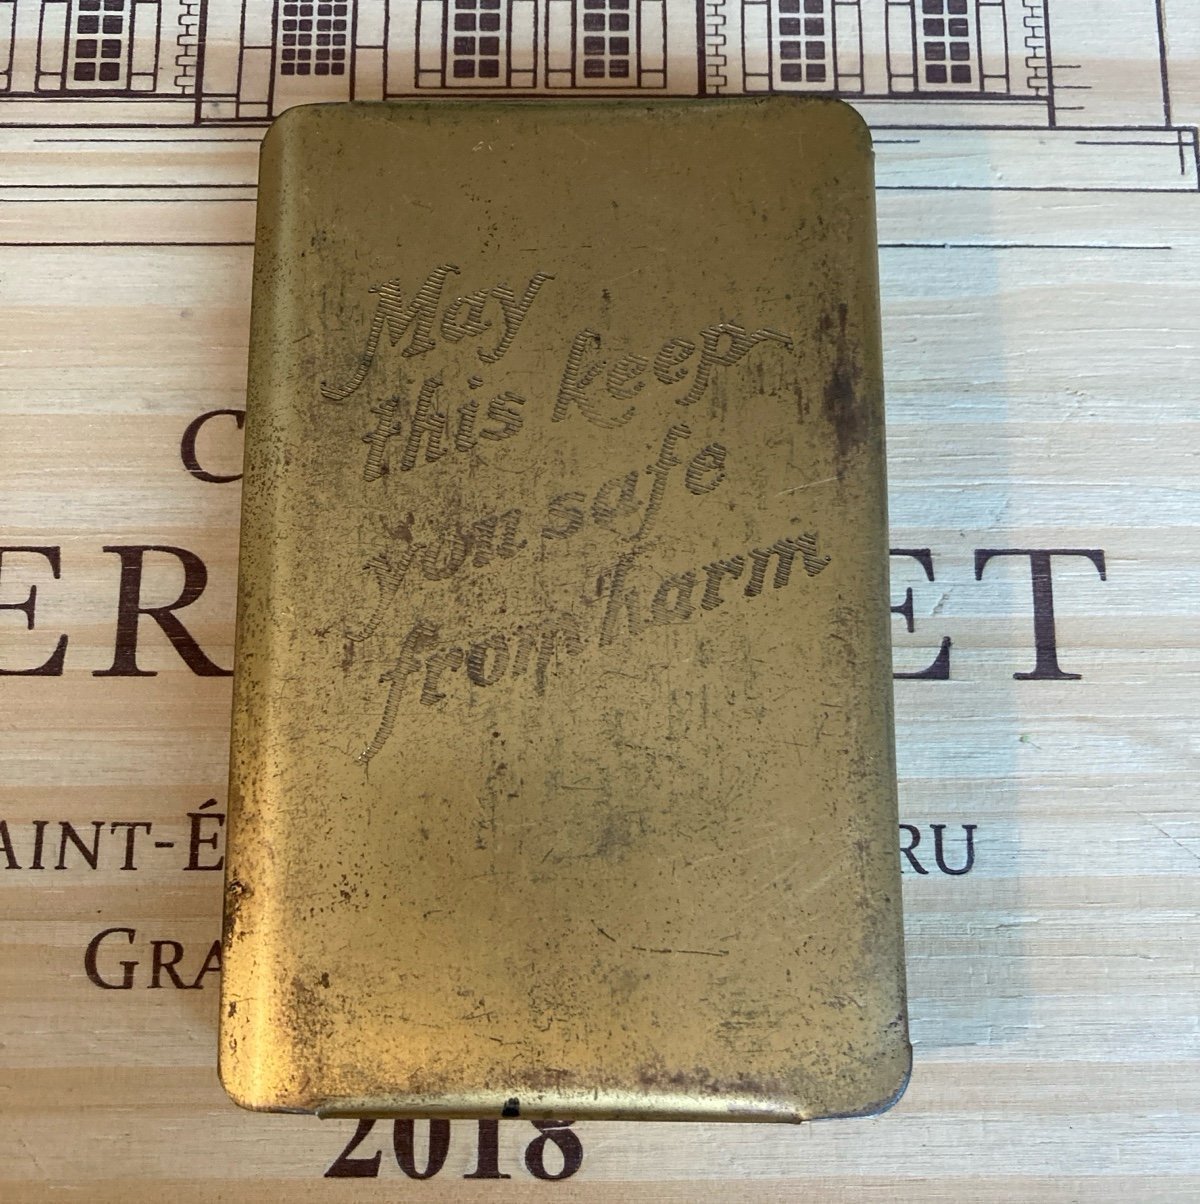 May
this keep
you safe
from harm
C
ER ET
AINT-É RU
GRA
2018